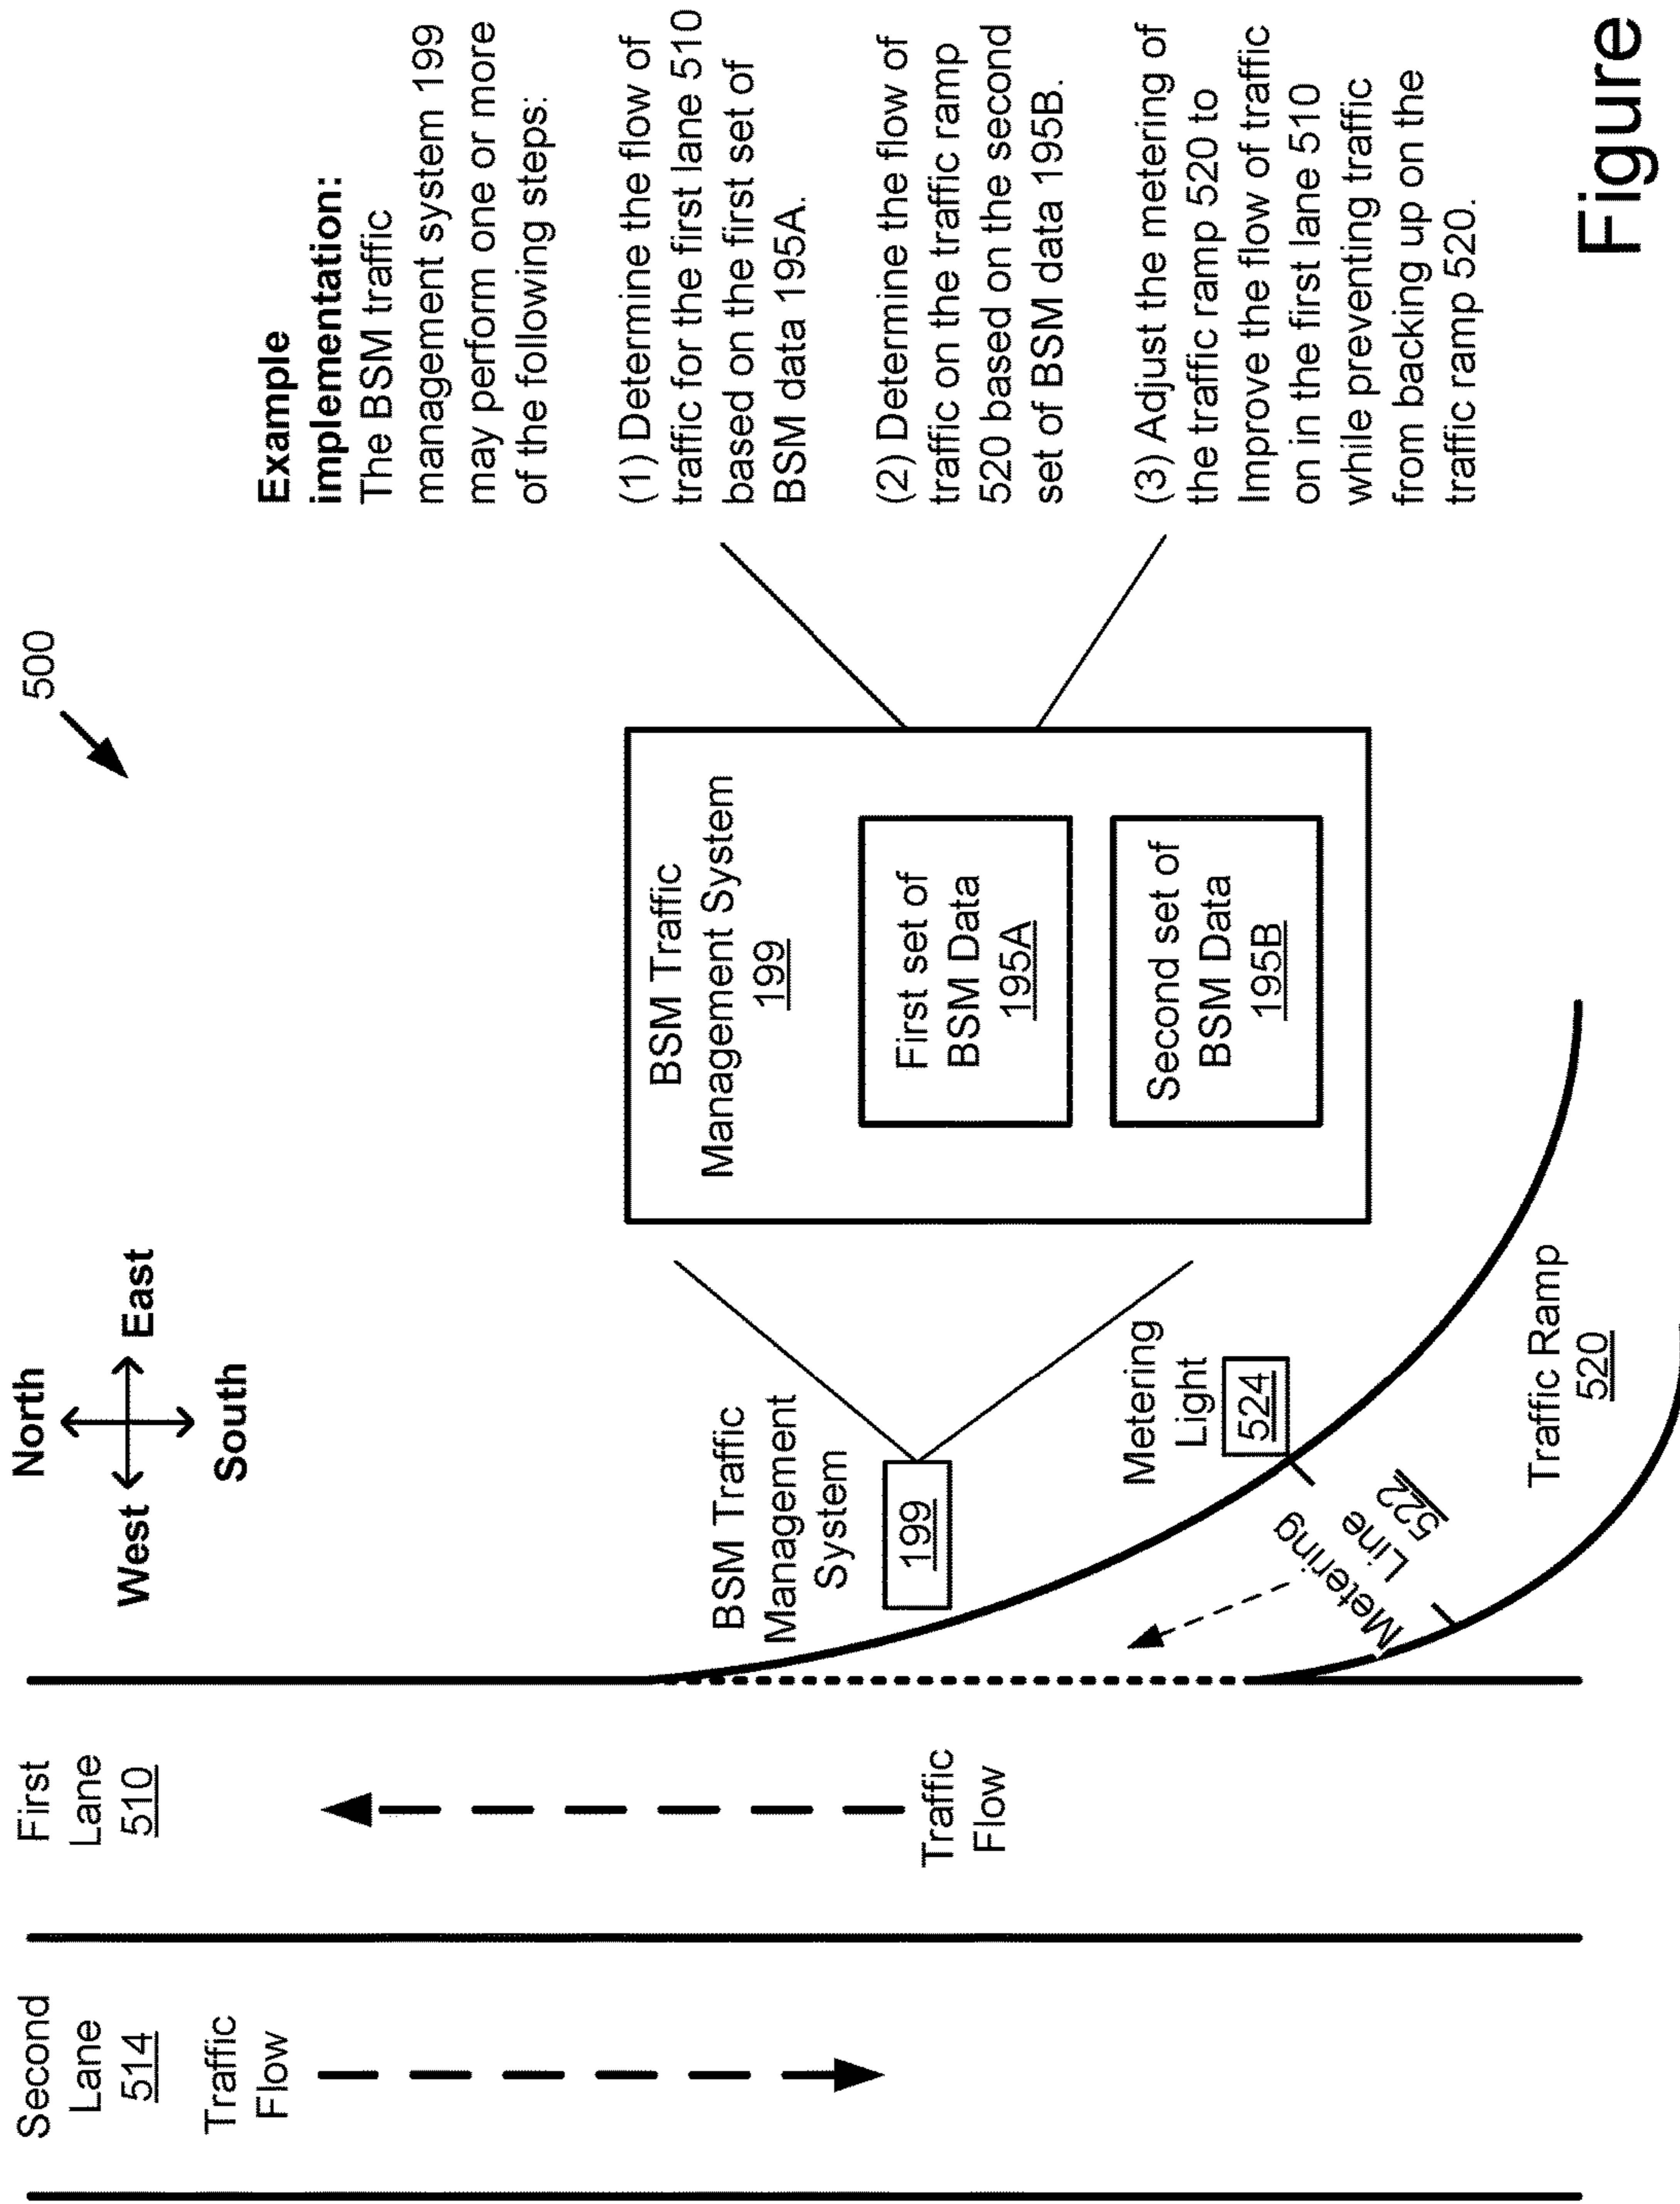 500
North
West
East
South
Second
Lane
514
Traffic
Flow
First
Lane
510
Traffic
Flow
BSM Traffic
Management
System
199
Metering
Light
524
Metering
Line
522
Traffic Ramp
520
BSM Traffic
Management System
199
First set of
BSM Data
195A
Second set of
BSM Data
195B
Example
implementation:
The BSM traffic
management system 199
may perform one or more
of the following steps:
(1) Determine the flow of
traffic for the first lane 510
based on the first set of
BSM data 195A.
(2) Determine the flow of
traffic on the traffic ramp
520 based on the second
set of BSM data 195B.
(3) Adjust the metering of
the traffic ramp 520 to
Improve the flow of traffic
on in the first lane 510
while preventing traffic
from backing up on the
traffic ramp 520.
Figure